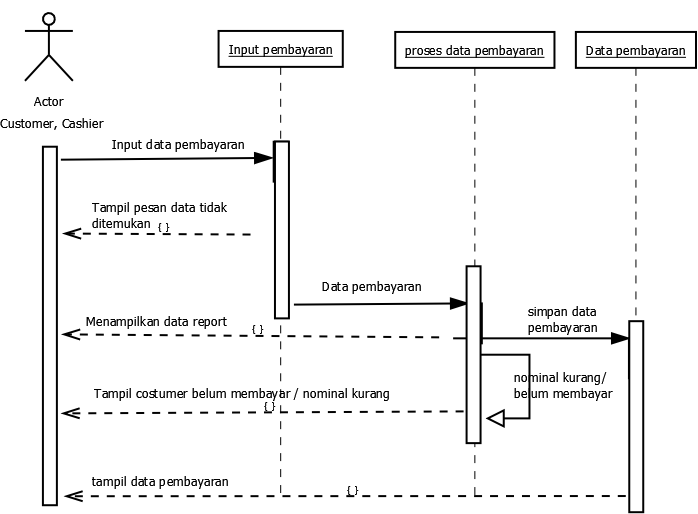 Input pembayaran
proses data pembayaran
Data pembayaran
Actor
Customer, Cashier
Input data pembayaran
Tampil pesan data tidak
ditemukan { }
Data pembayaran
Menampilkan data report
{ }
simpan data
pembayaran
nominal kurang/
belum membayar
Tampil costumer belum membayar / nominal kurang
{ }
tampil data pembayaran
{ }